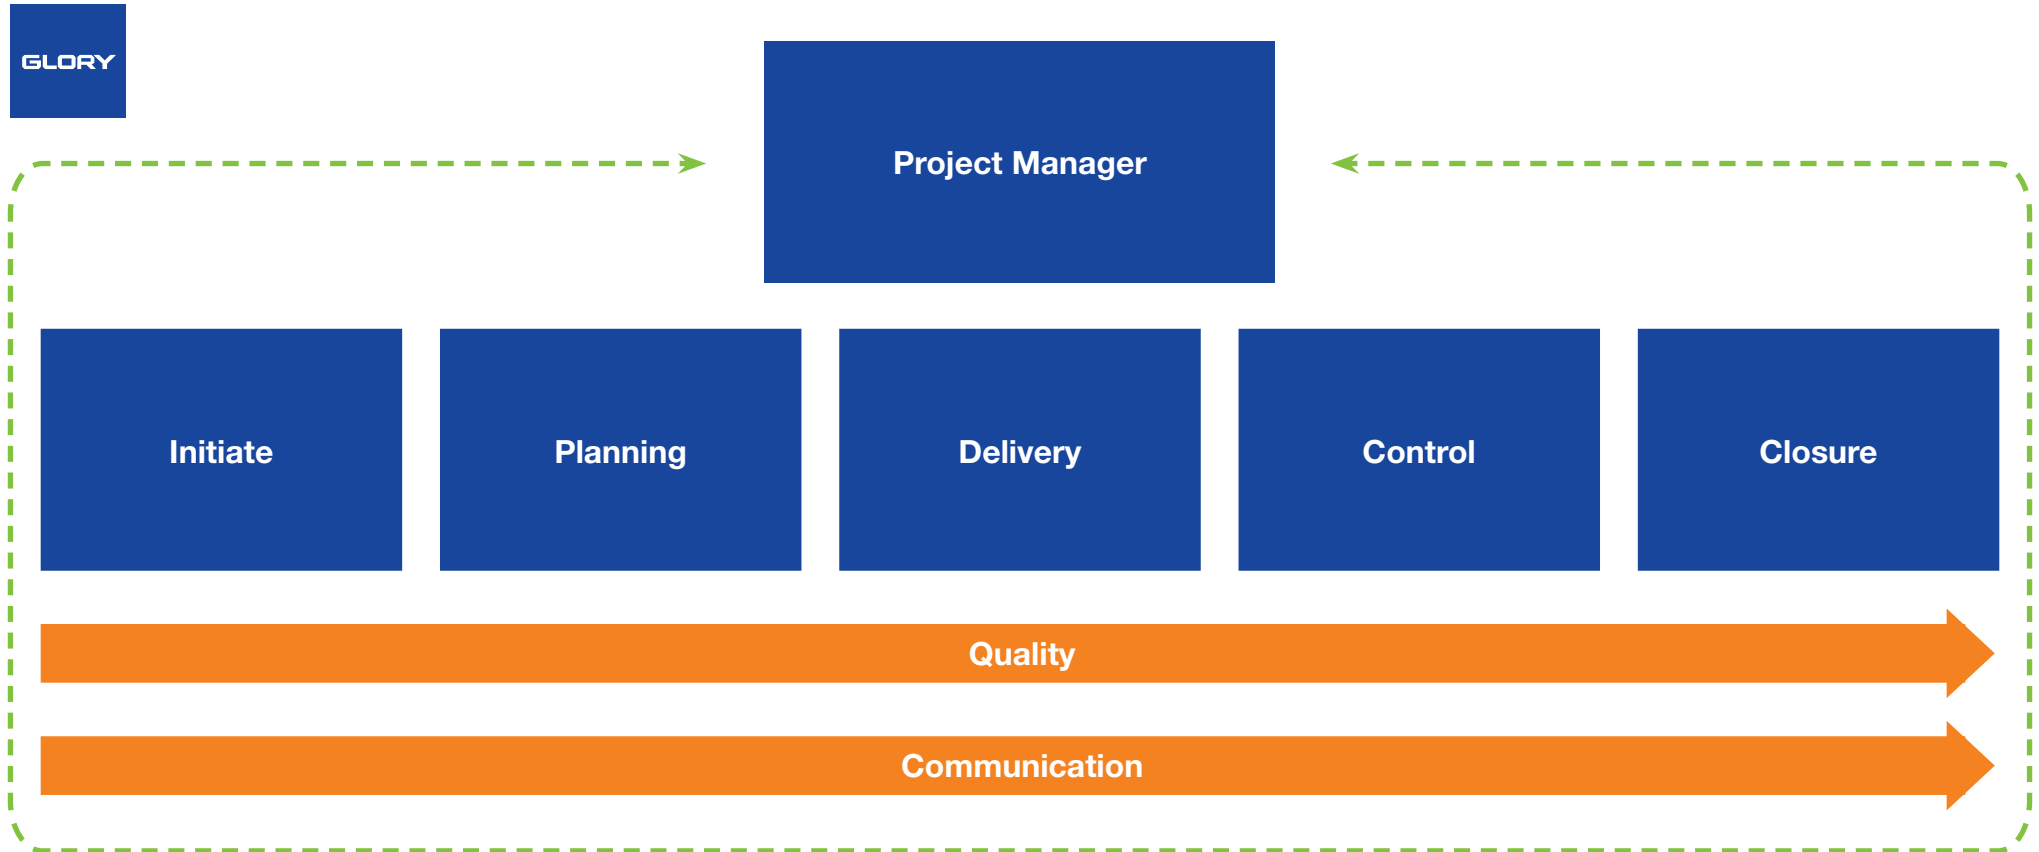 GLORY
Project Manager
Initiate
Planning
Delivery
Control
Closure
Quality
Communication